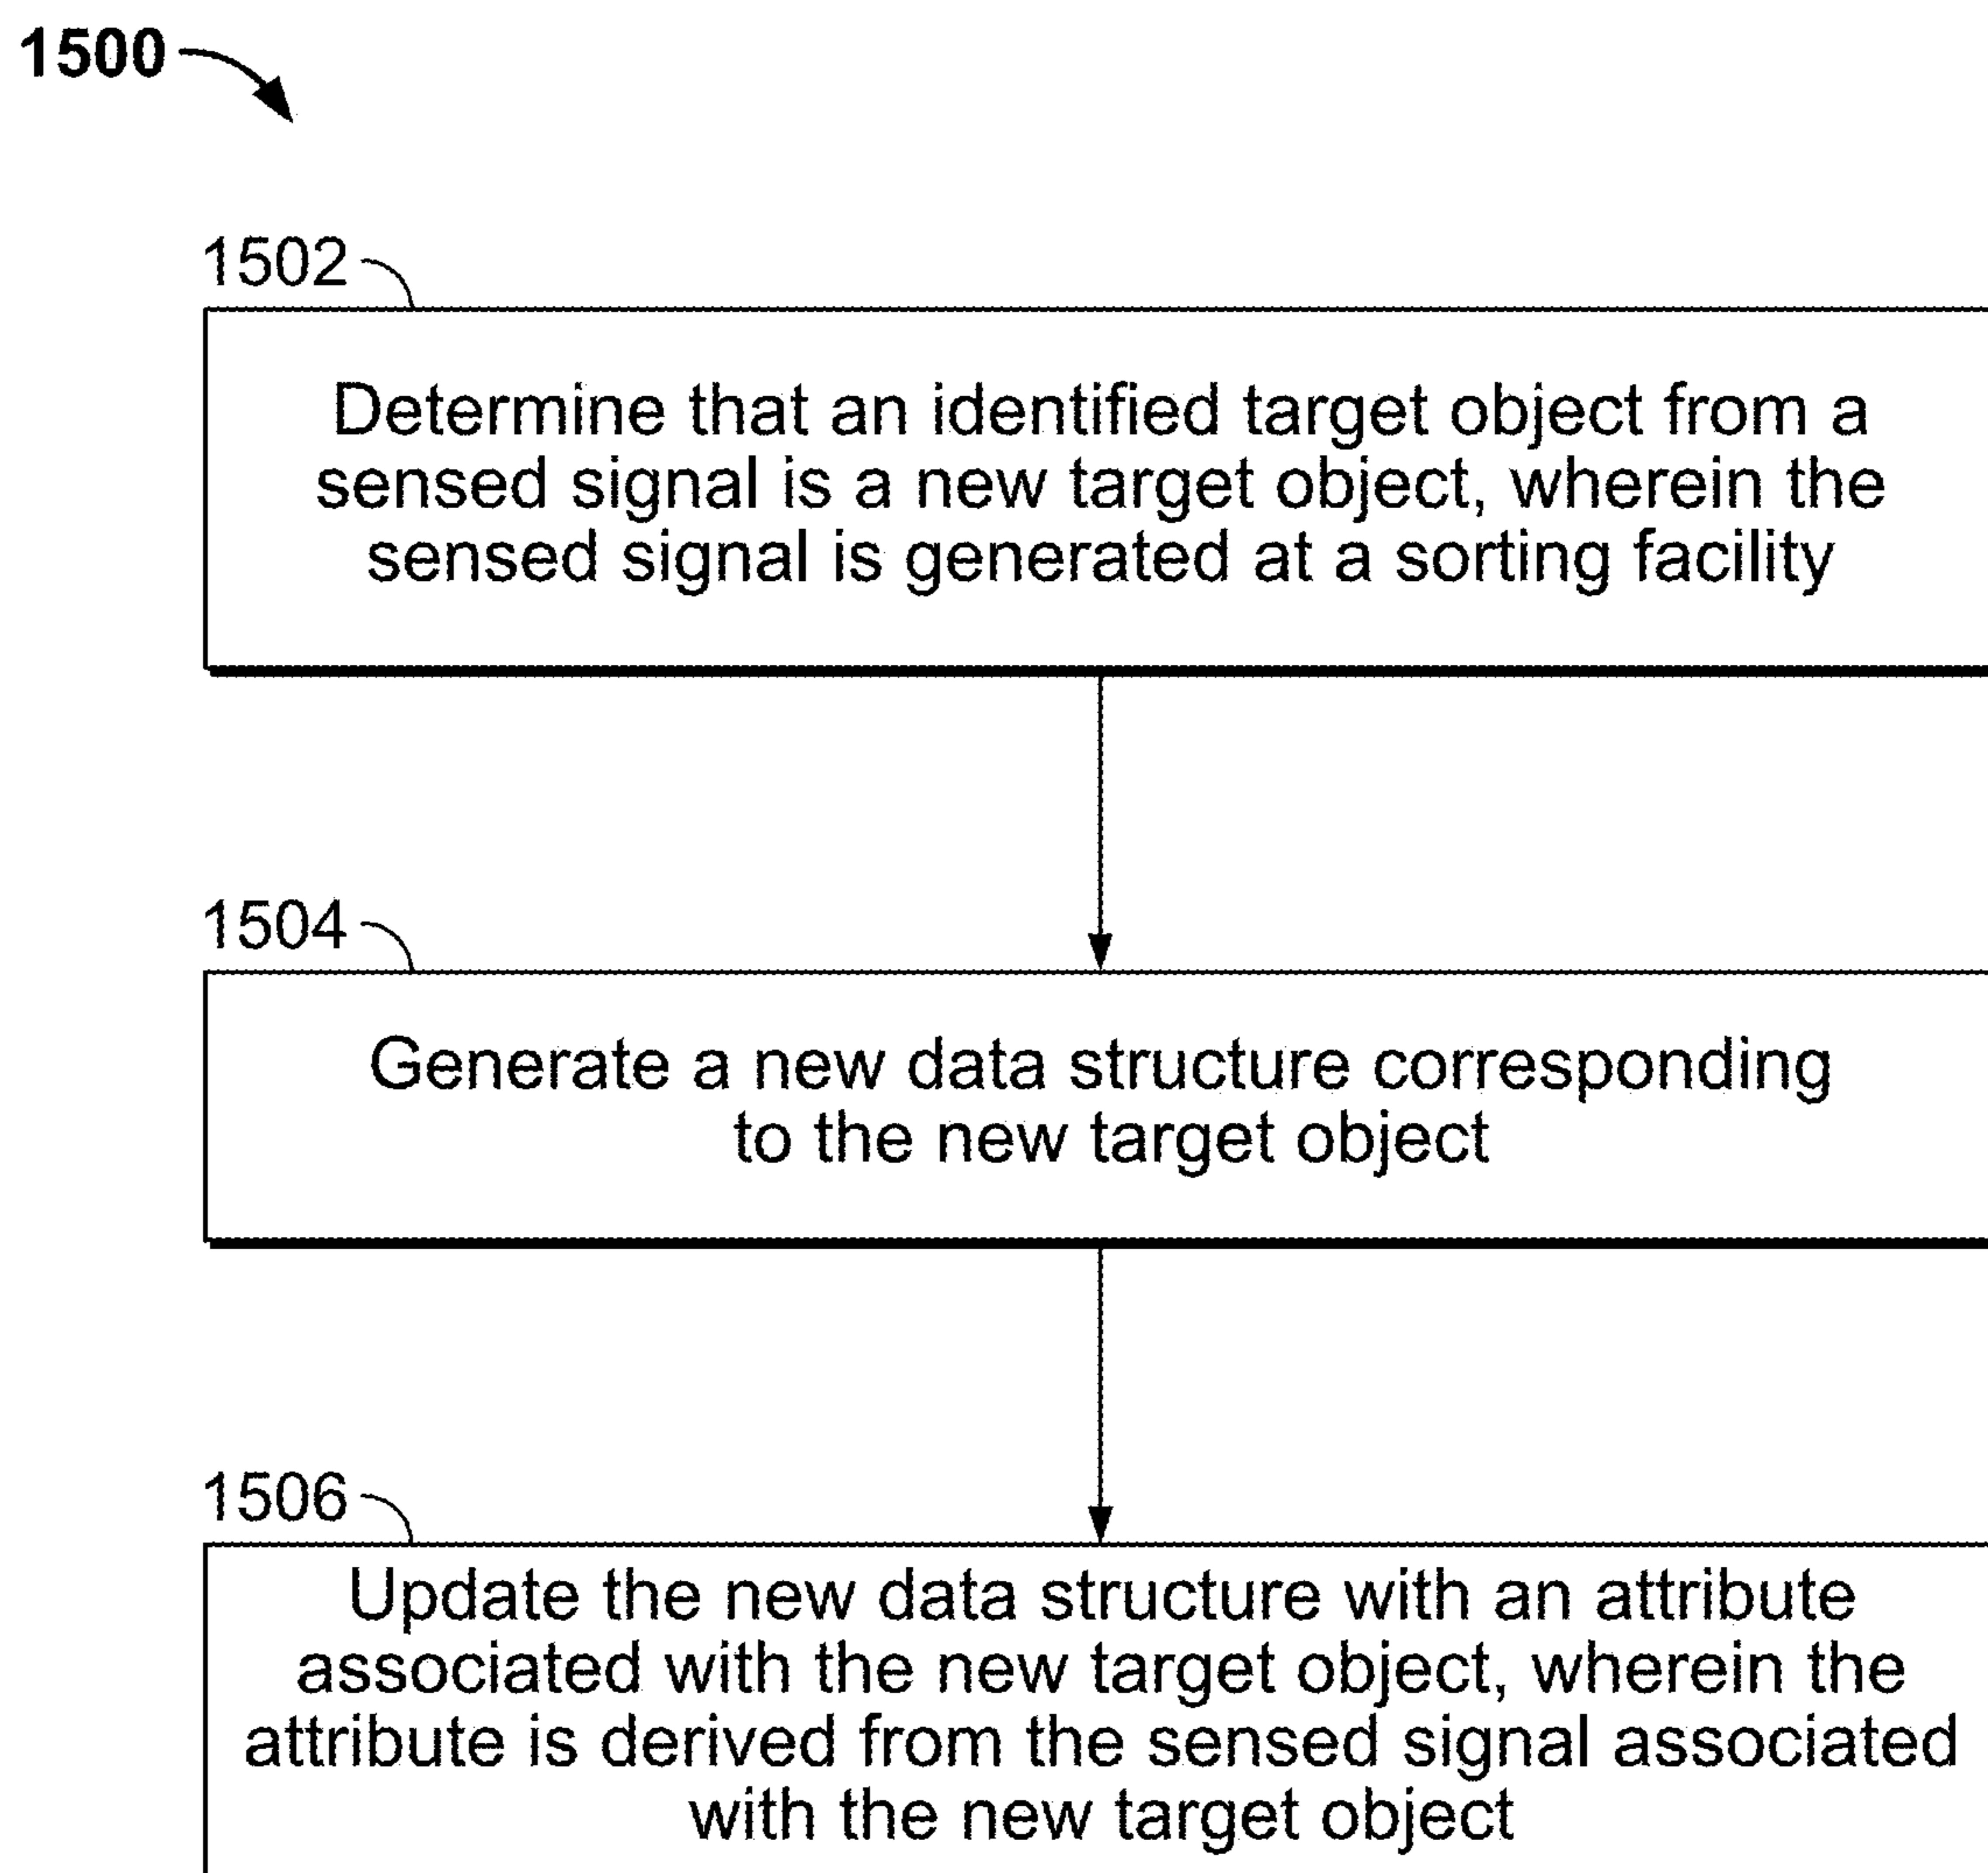 1500
1502
Determine that an identified target object from a
sensed signal is a new target object, wherein the
sensed signal is generated at a sorting facility
1504
Generate a new data structure corresponding
to the new target object
1506
Update the new data structure with an attribute
associated with the new target object, wherein the
attribute is derived from the sensed signal associated
with the new target object